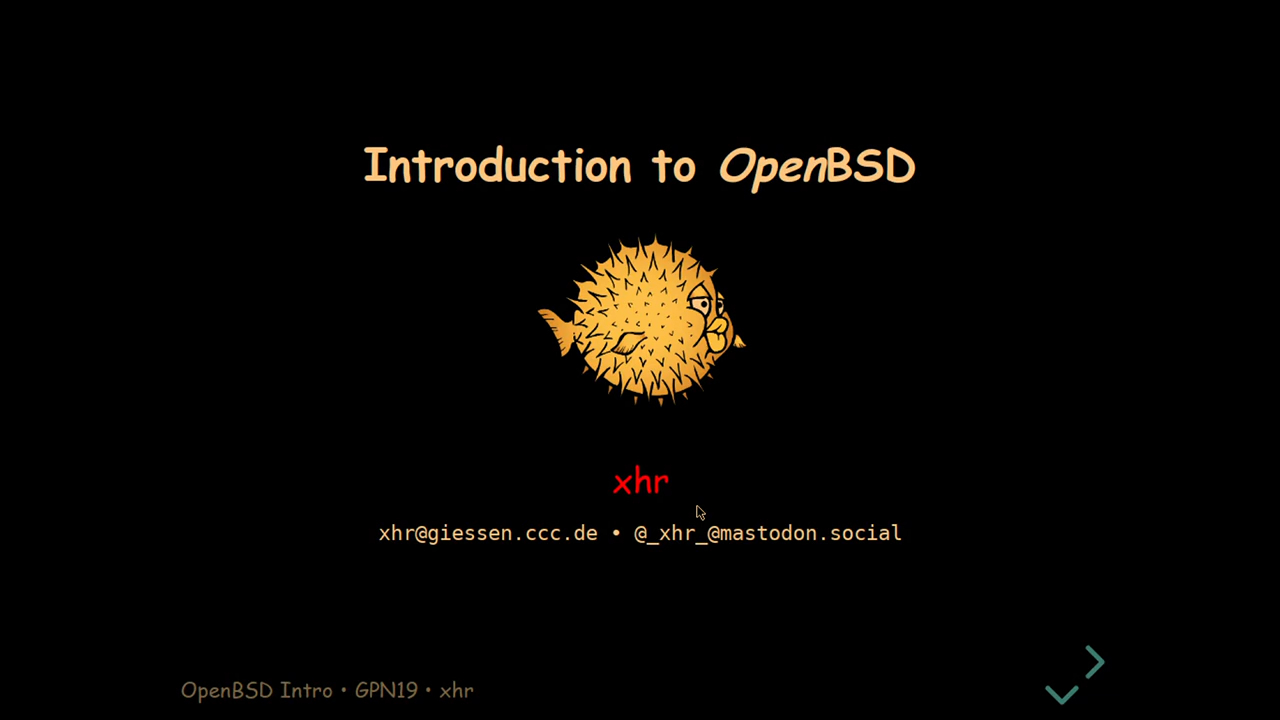 Introduction to OpenBSD
xhr
xhr@giessen.ccc.de • @_xhr_@mastodon.social
OpenBSD Intro • GPN19 • xhr